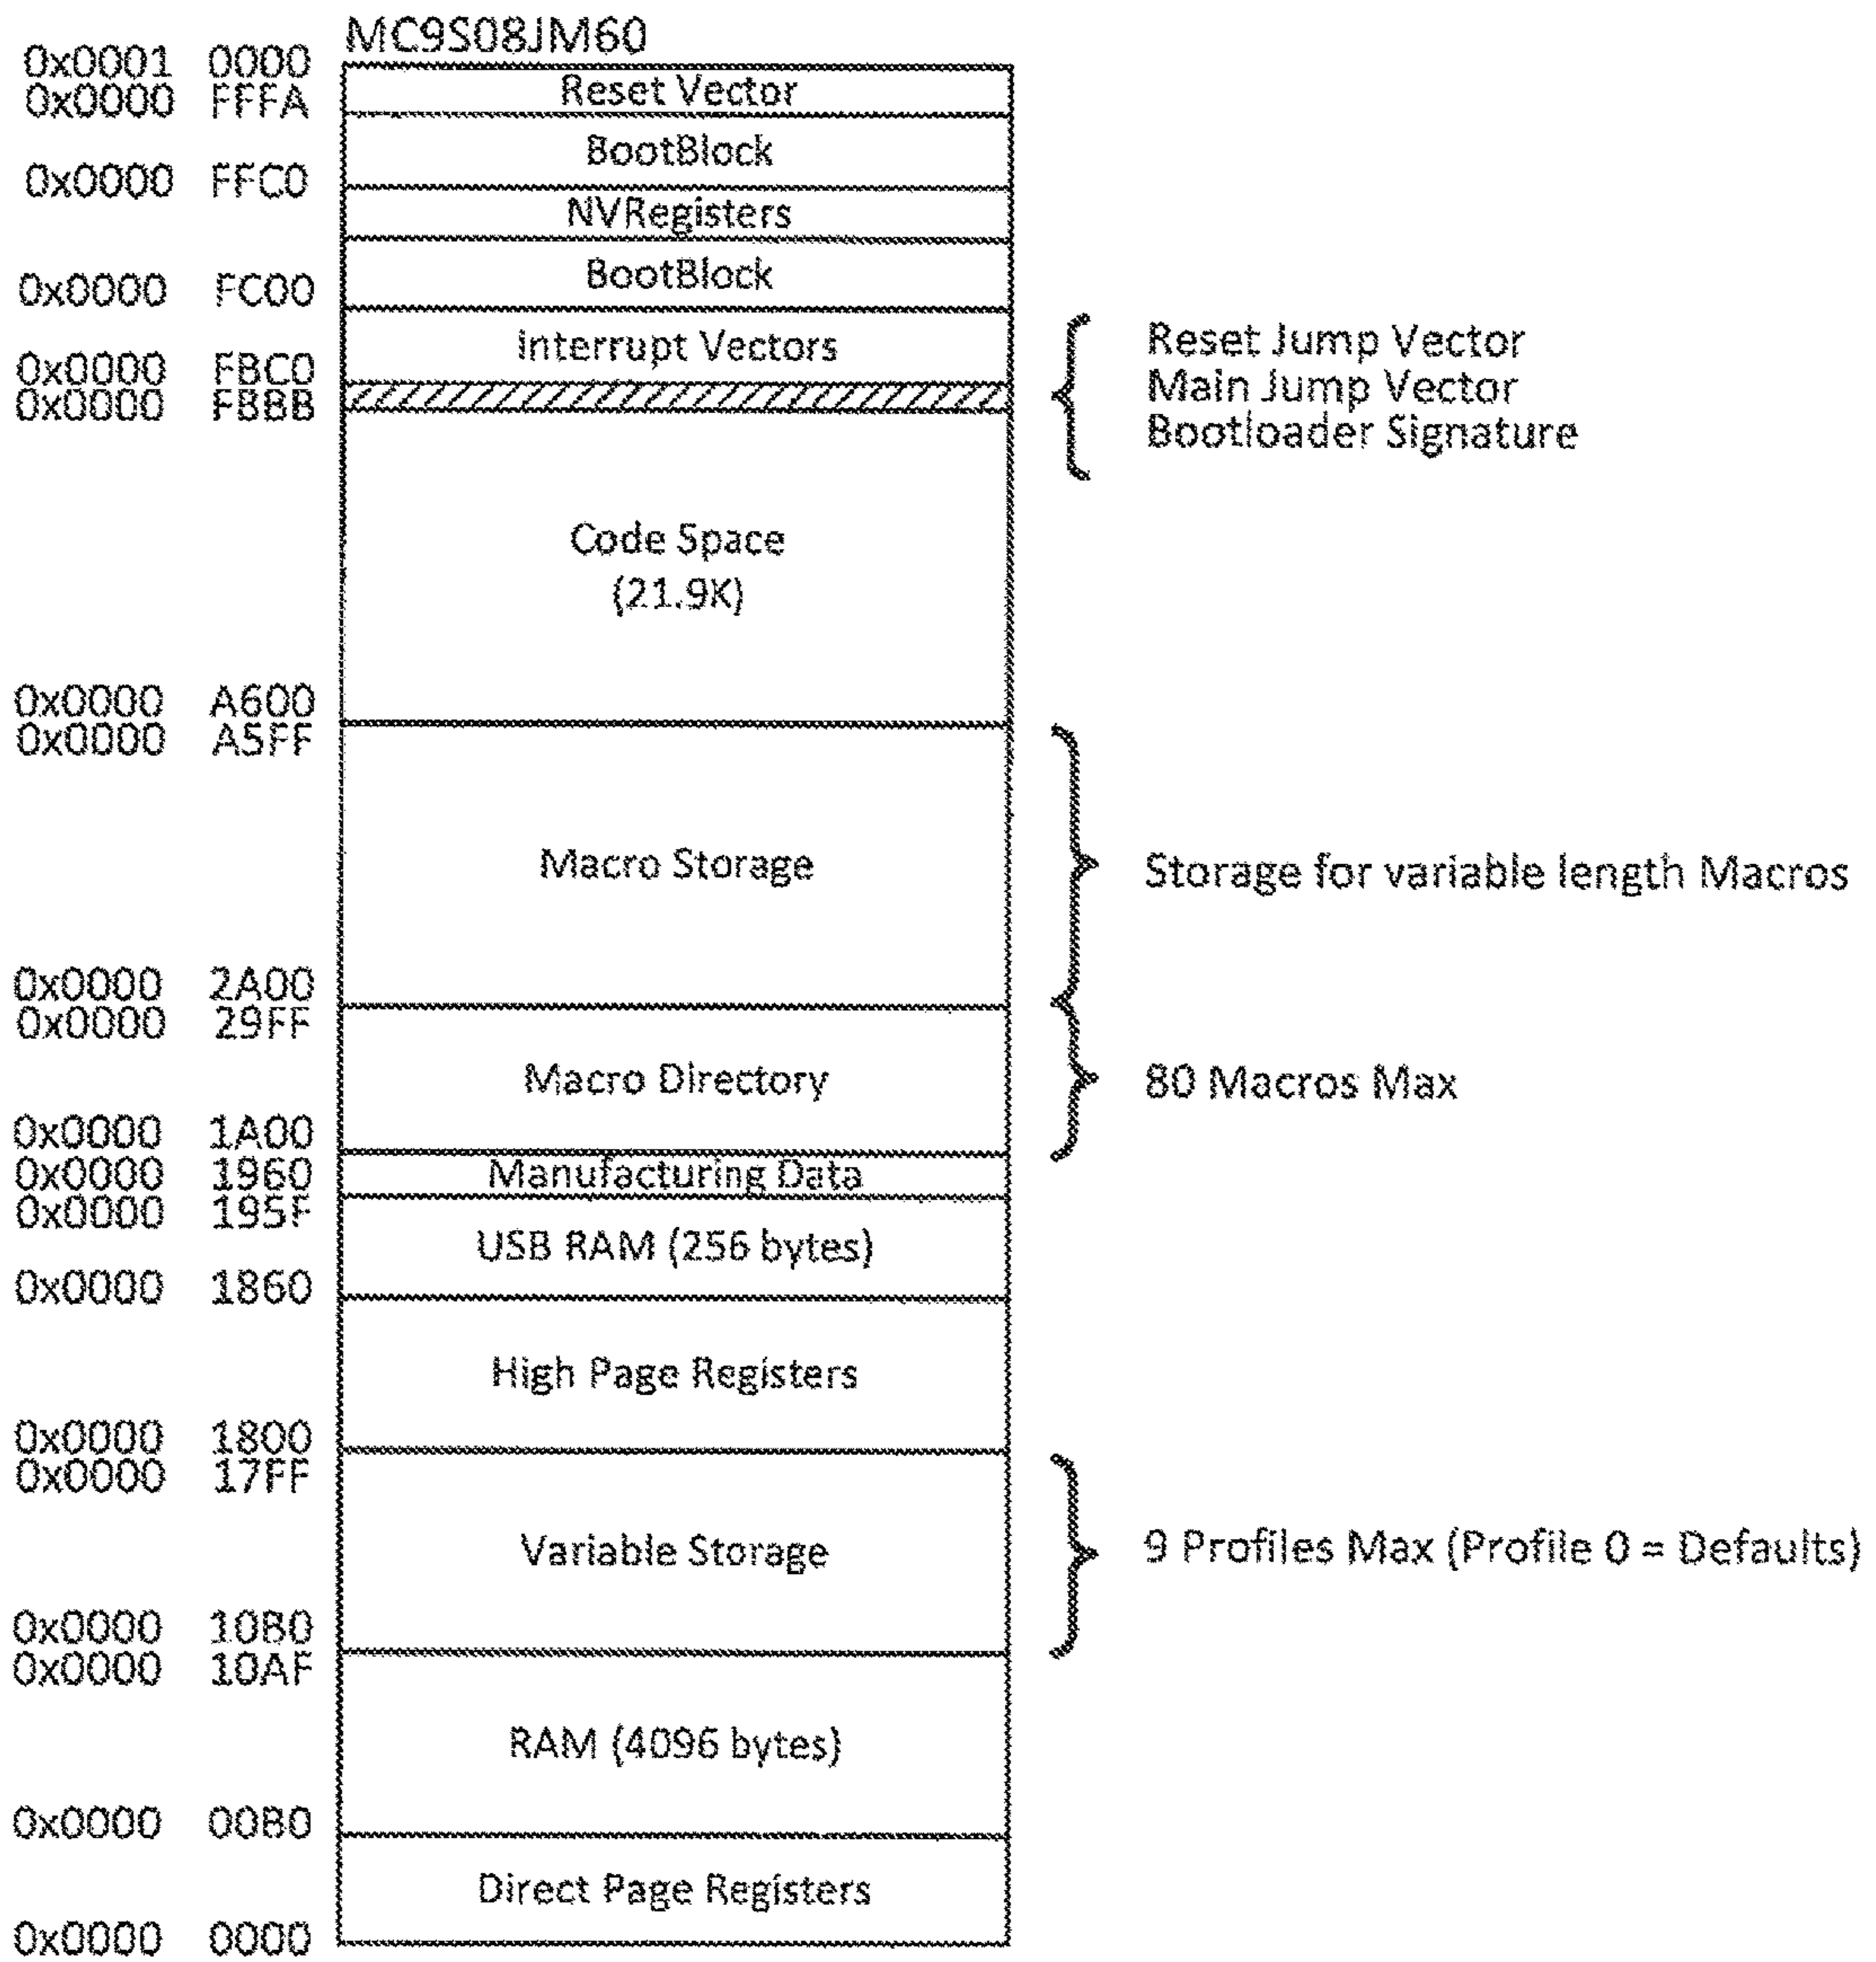 MC9S08JM60
0x0001 0000
Reset Vector
0x0000 FFFA
BootBlock
0x0000 FFC0
NVRegisters
BootBlock
0x0000 FC00
Interrupt Vectors
0x0000 FBC0
0x0000 FBBB
Reset Jump Vector
Main Jump Vector
Bootloader Signature
Code Space
(21.9K)
0x0000 A600
0x0000 A5FF
Macro Storage
Storage for variable length Macros
0x0000 2A00
0x0000 29FF
Macro Directory
80 Macros Max
0x0000 1A00
0x0000 1960
Manufacturing Data
0x0000 195F
USB RAM (256 bytes)
0x0000 1860
High Page Registers
0x0000 1800
0x0000 17FF
Variable Storage
9 Profiles Max (Profile 0 = Defaults)
0x0000 10B0
0x0000 10AF
RAM (4096 bytes)
0x0000 00B0
Direct Page Registers
0x0000 0000